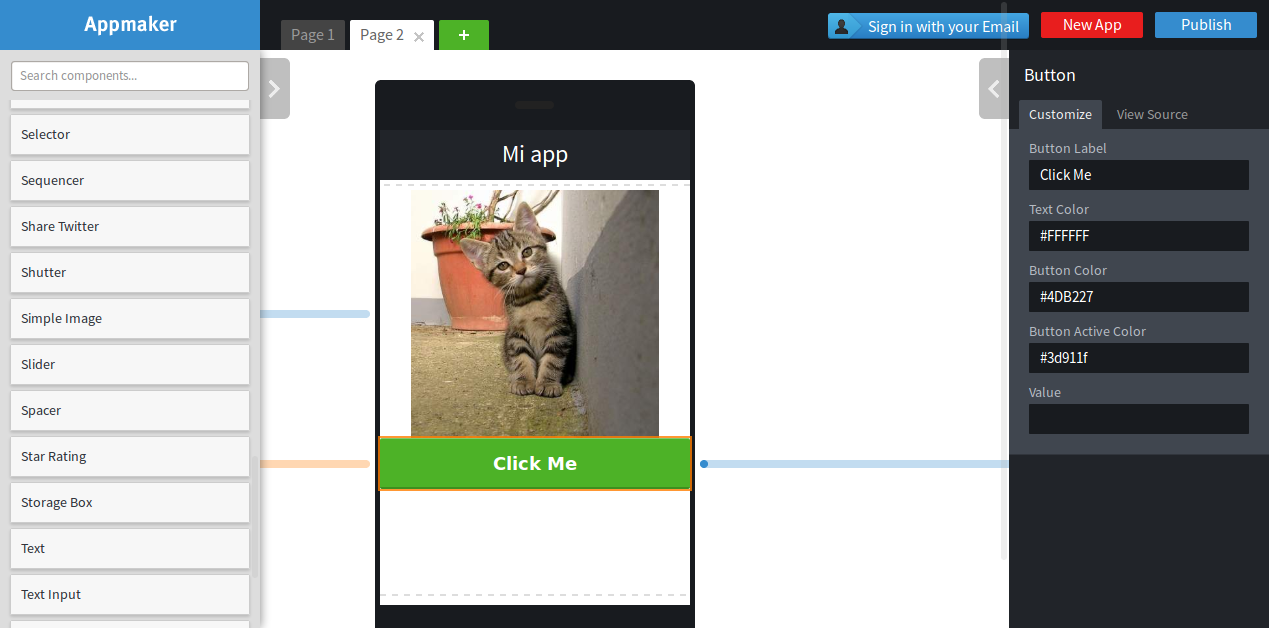 Appmaker
Page 1
Page 2
+
Sign in with your Email
New App
Publish
Search components...
Selector
Sequencer
Share Twitter
Shutter
Simple Image
Slider
Spacer
Star Rating
Storage Box
Text
Text Input
Mi app
Click Me
Button
Customize
View Source
Button Label
Click Me
Text Color
#FFFFFF
Button Color
#4DB227
Button Active Color
#3d911f
Value